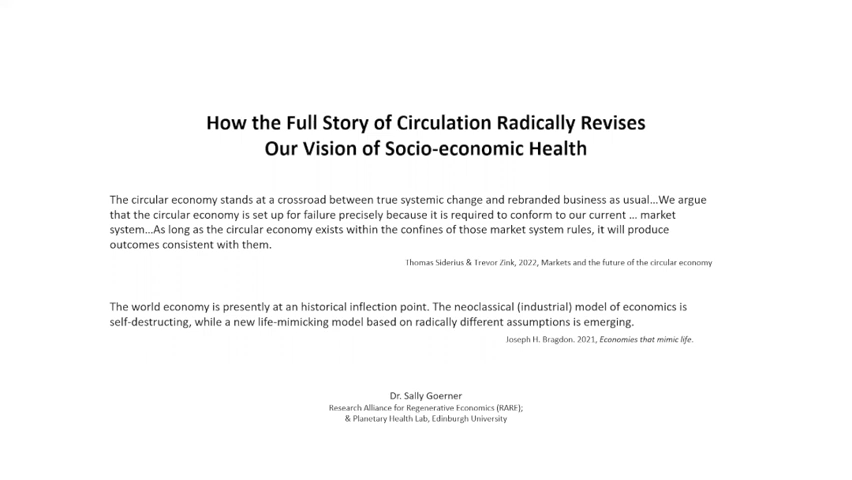 How the Full Story of Circulation Radically Revises
Our Vision of Socio-economic Health
The circular economy stands at a crossroad between true systemic change and rebranded business as usual…We argue
that the circular economy is set up for failure precisely because it is required to conform to our current … market
system…As long as the circular economy exists within the confines of those market system rules, it will produce
outcomes consistent with them.
Thomas Siderius & Trevor Zink, 2022, Markets and the future of the circular economy
The world economy is presently at an historical inflection point. The neoclassical (industrial) model of economics is
self-destructing, while a new life-mimicking model based on radically different assumptions is emerging.
Joseph H. Bragdon. 2021, Economies that mimic life.
Dr. Sally Goerner
Research Alliance for Regenerative Economics (RARE);
& Planetary Health Lab, Edinburgh University